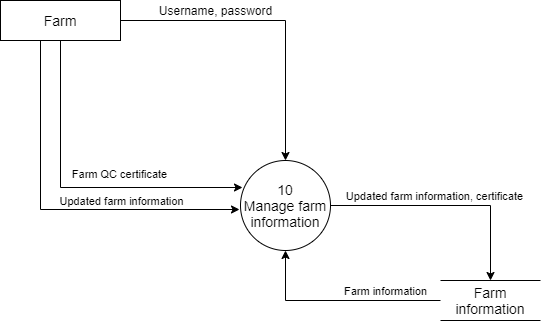 Username, password
Farm
Farm QC certificate
10
Manage farm
information
Updated farm information
Updated farm information, certificate
Farm information
Farm
information